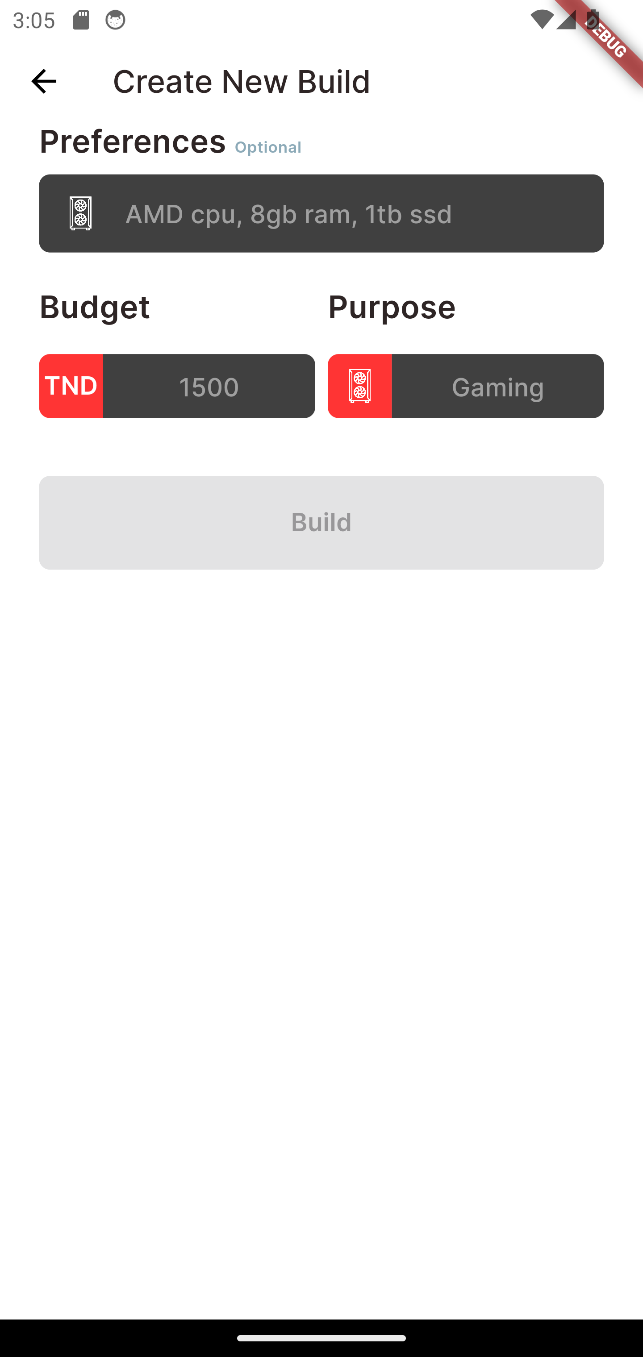 3:05
DEBUG
Create New Build
Preferences Optional
AMD cpu, 8gb ram, 1tb ssd
Budget Purpose
TND 1500 Gaming
Build